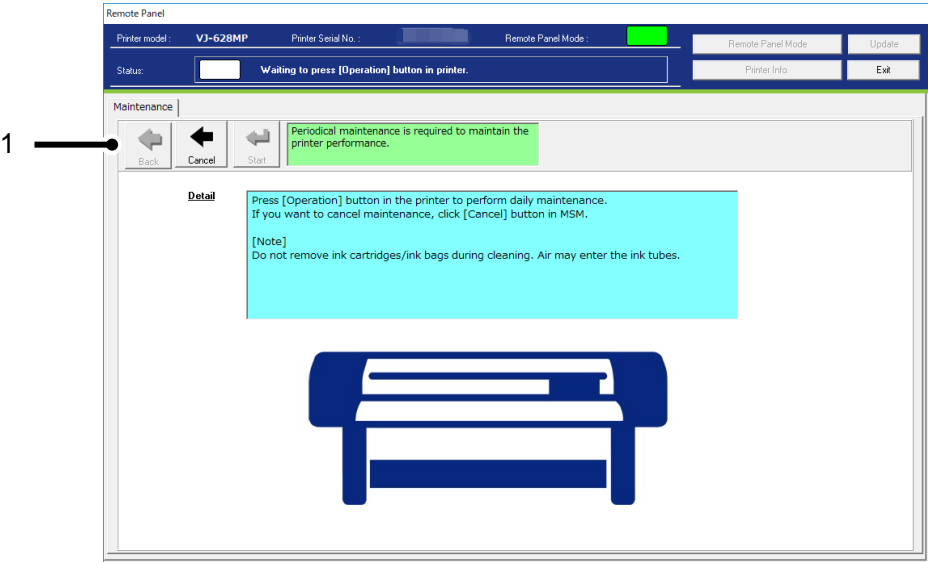 Remote Panel
Printer model : VJ-628MP Printer Serial No. : Remote Panel Mode : Remote Panel Mode Update
Status: Waiting to press [Operation] button in printer. Printer Info. Exit
Maintenance
1
Back Cancel Start
Periodical maintenance is required to maintain the
printer performance.
Detail
Press [Operation] button in the printer to perform daily maintenance.
If you want to cancel maintenance, click [Cancel] button in MSM.
[Note]
Do not remove ink cartridges/ink bags during cleaning. Air may enter the ink tubes.